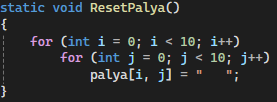 static void ResetPalya()
{
    for (int i = 0; i < 10; i++)
        for (int j = 0; j < 10; j++)
            palya[i, j] = "   ";
}